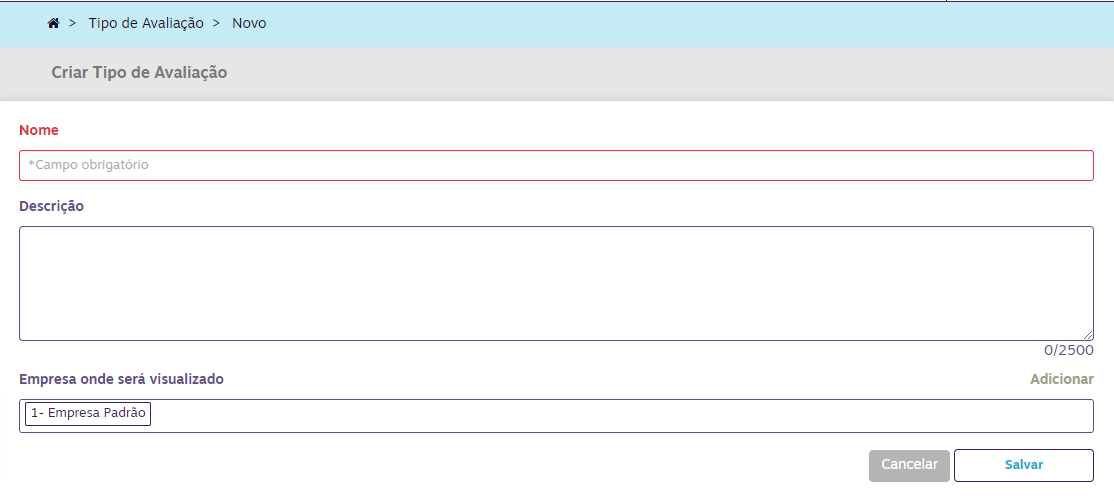 > Tipo de Avaliação > Novo
Criar Tipo de Avaliação
Nome
*Campo obrigatório
Descrição
0/2500
Empresa onde será visualizado Adicionar
1- Empresa Padrão
Cancelar Salvar